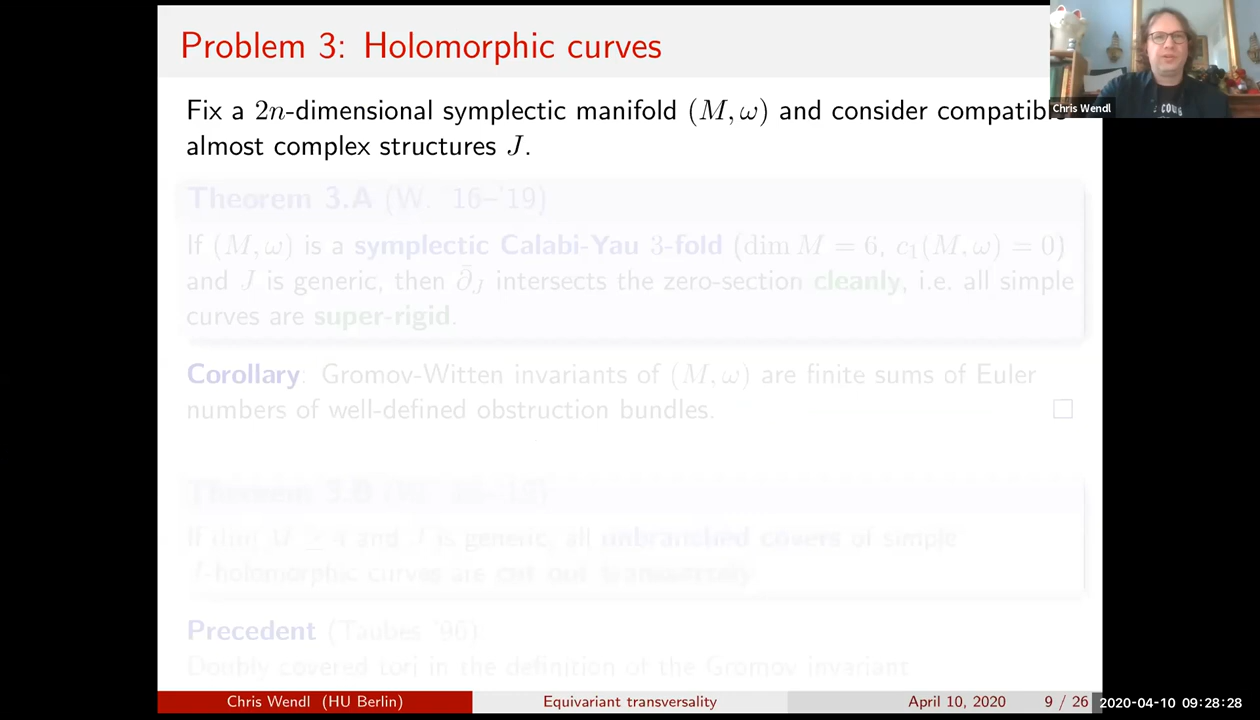 Problem 3: Holomorphic curves
Fix a 2n-dimensional symplectic manifold (M, ω) and consider compatible
almost complex structures J.
Theorem 3.A (W. '16–'19)
If (M, ω) is a symplectic Calabi-Yau 3-fold (dim M = 6, c₁(M, ω) = 0)
and J is generic, then ∂̄_J intersects the zero-section cleanly, i.e. all simple
curves are super-rigid.
Corollary: Gromov-Witten invariants of (M, ω) are finite sums of Euler
numbers of well-defined obstruction bundles. □
Theorem 3.B (W. '16–'19)
If dim M ≥ 4 and J is generic, all unbranched covers of simple
J-holomorphic curves are cut out transversely.
Precedent (Taubes '96)
Doubly covered tori in the definition of the Gromov invariant
Chris Wendl (HU Berlin) Equivariant transversality April 10, 2020 9 / 26
Chris Wendl
2020-04-10 09:28:28